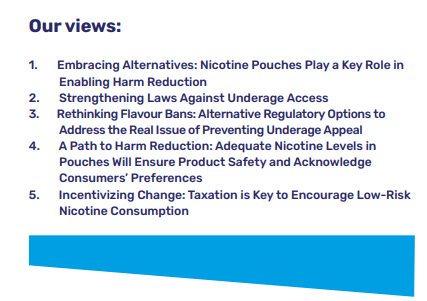 Our views:
1. Embracing Alternatives: Nicotine Pouches Play a Key Role in
Enabling Harm Reduction
2. Strengthening Laws Against Underage Access
3. Rethinking Flavour Bans: Alternative Regulatory Options to
Address the Real Issue of Preventing Underage Appeal
4. A Path to Harm Reduction: Adequate Nicotine Levels in
Pouches Will Ensure Product Safety and Acknowledge
Consumers' Preferences
5. Incentivizing Change: Taxation is Key to Encourage Low-Risk
Nicotine Consumption